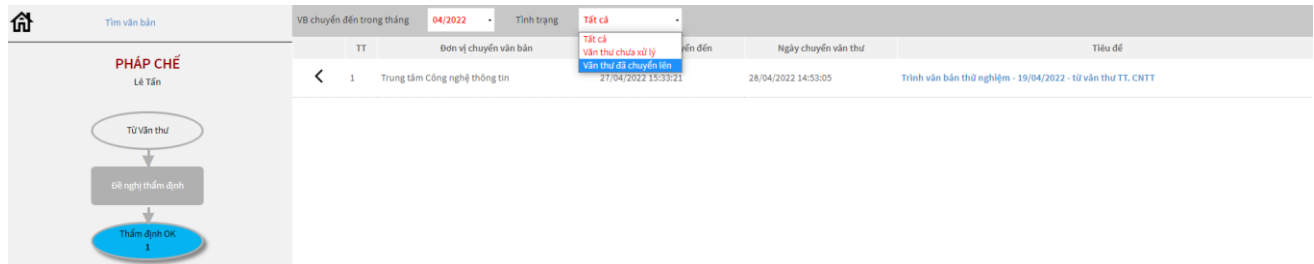 Tìm văn bản
VB chuyển đến trong tháng 04/2022 Tình trạng Tất cả
Tất cả
Văn thư chưa xử lý
Văn thư đã chuyển lên
TT Đơn vị chuyển văn bản đến Ngày chuyển văn thư Tiêu đề
1 Trung tâm Công nghệ thông tin 27/04/2022 15:33:21 28/04/2022 14:53:05 Trình văn bản thử nghiệm - 19/04/2022 - từ văn thư TT. CNTT
PHÁP CHẾ
Lê Tấn
Từ Văn thư
Đề nghị thẩm định
Thẩm định OK
1